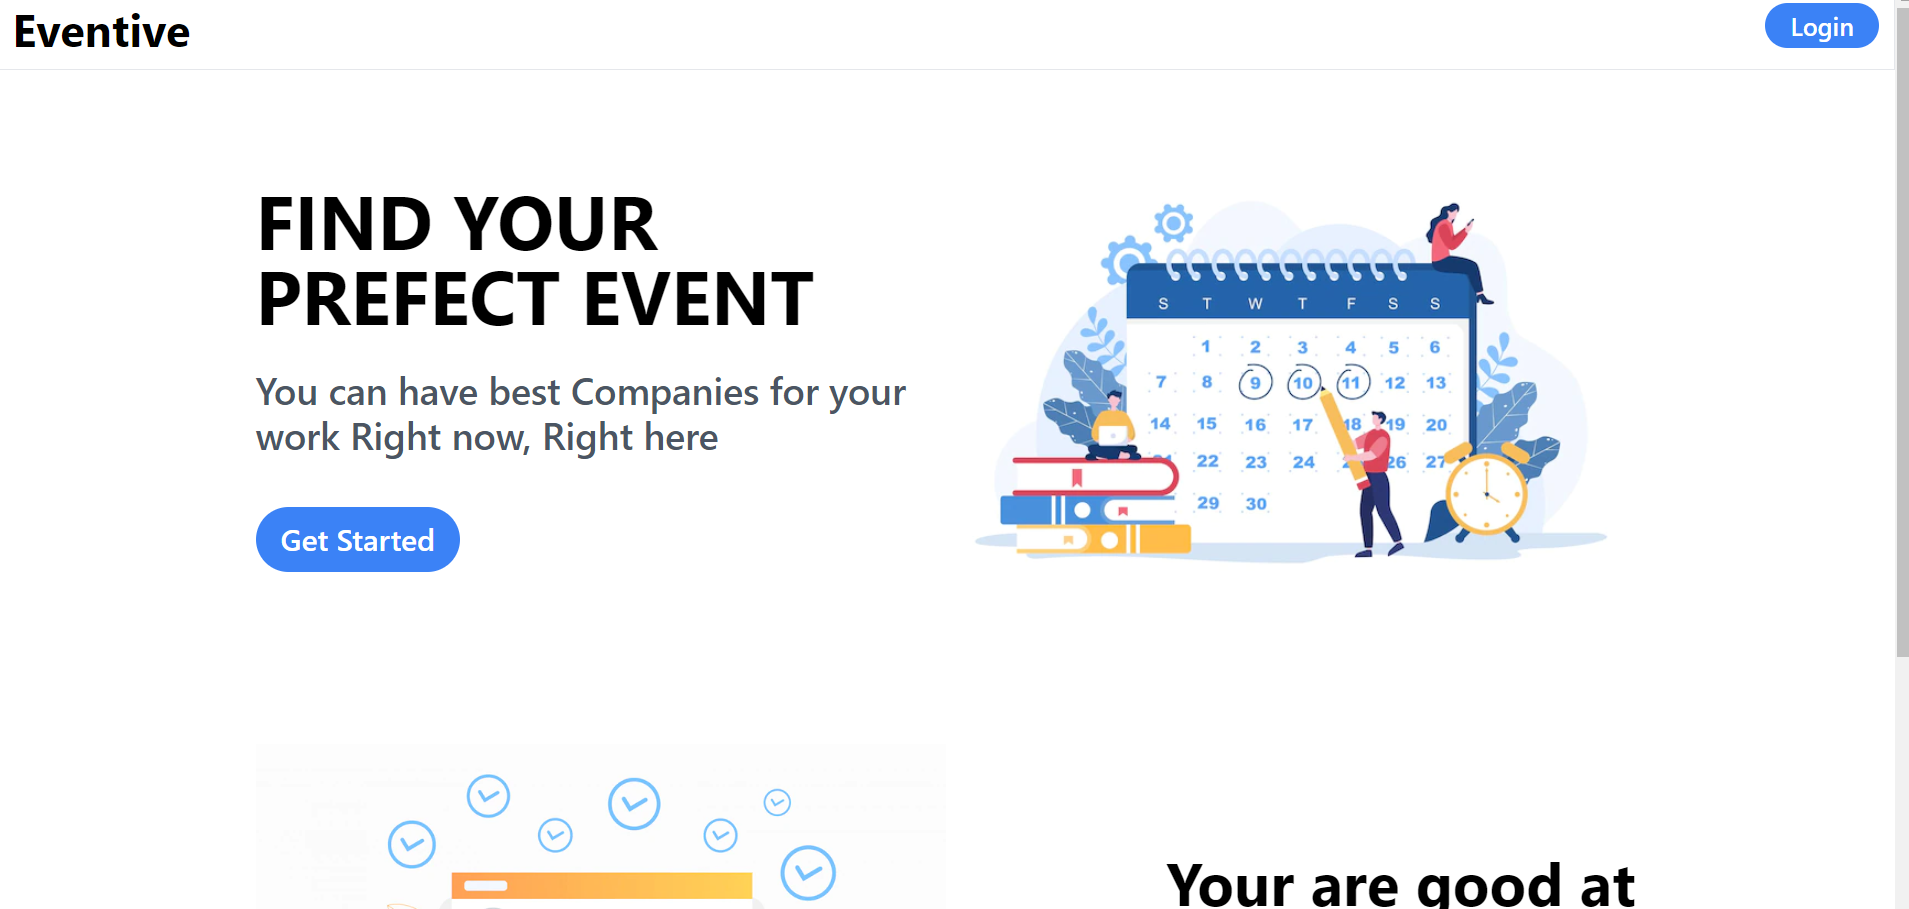 Eventive
Login
FIND YOUR
PREFECT EVENT
You can have best Companies for your
work Right now, Right here
Get Started
S T W T F S S
1 2 3 4 5 6
7 8 9 10 11 12 13
14 15 16 17 18 19 20
22 23 24 26 27
29 30
Your are good at